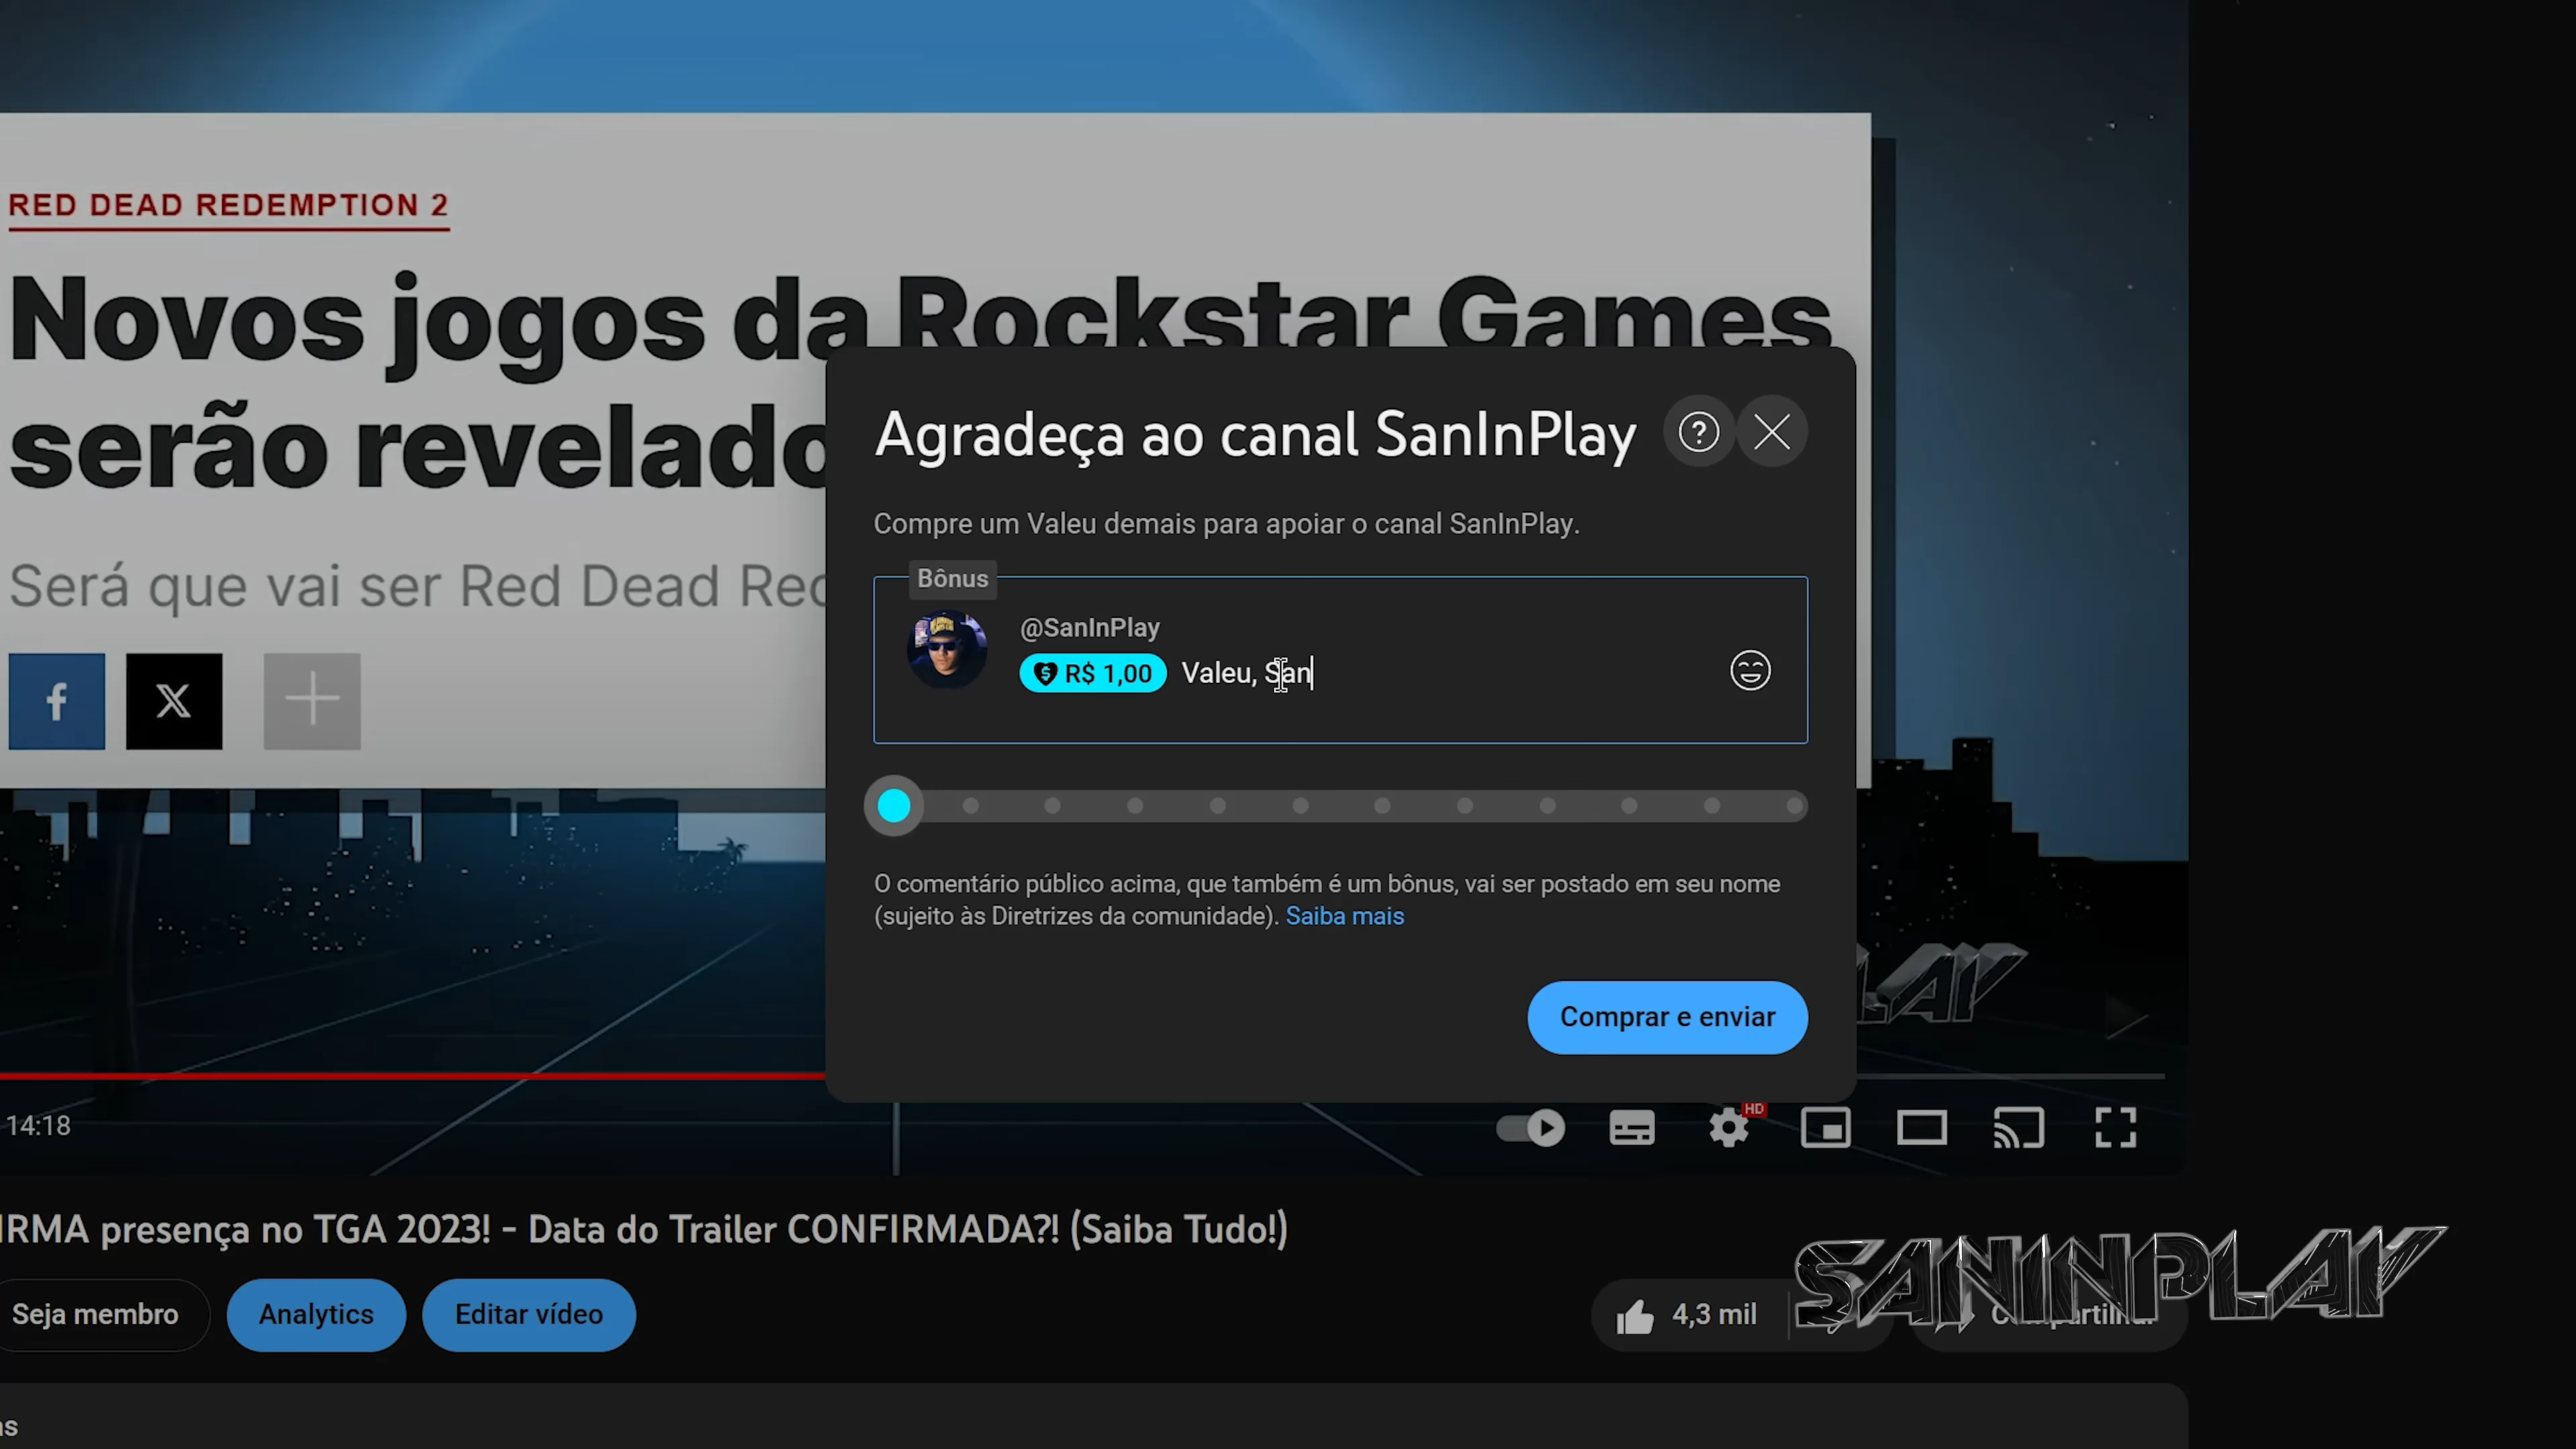 RED DEAD REDEMPTION 2
Novos jogos da Rockstar Games
serão revelado
Será que vai ser Red Dead Red
Agradeça ao canal SanInPlay
Compre um Valeu demais para apoiar o canal SanInPlay.
Bônus
@SanInPlay
R$ 1,00 Valeu, San
O comentário público acima, que também é um bônus, vai ser postado em seu nome
(sujeito às Diretrizes da comunidade). Saiba mais
Comprar e enviar
LAY
14:18
HD
IRMA presença no TGA 2023! - Data do Trailer CONFIRMADA?! (Saiba Tudo!)
Seja membro
Analytics
Editar vídeo
4,3 mil
SANINPLAY
as